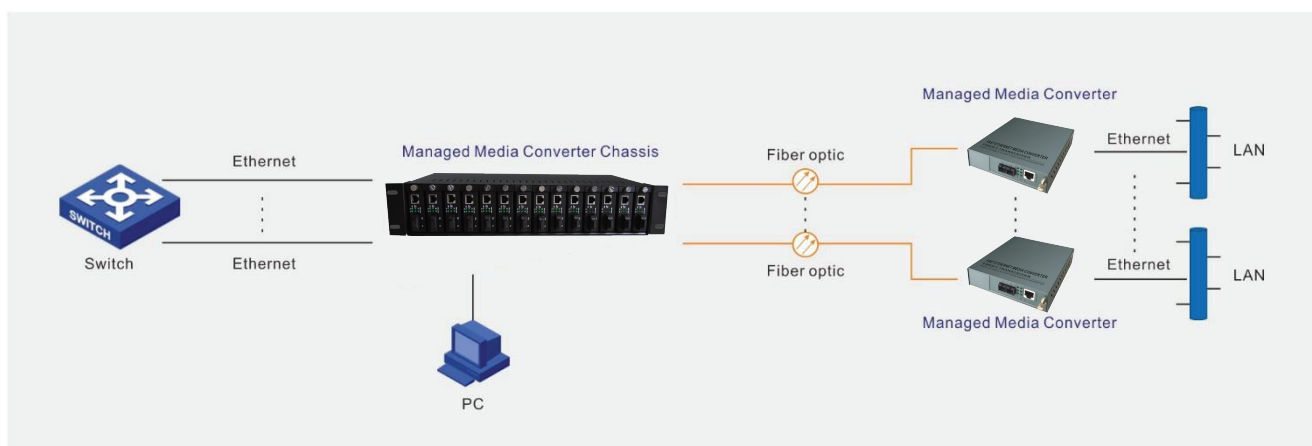 Managed Media Converter
Ethernet
Managed Media Converter Chassis
Fiber optic
Ethernet
LAN
SWITCH
Switch
Ethernet
Fiber optic
Ethernet
LAN
Managed Media Converter
PC